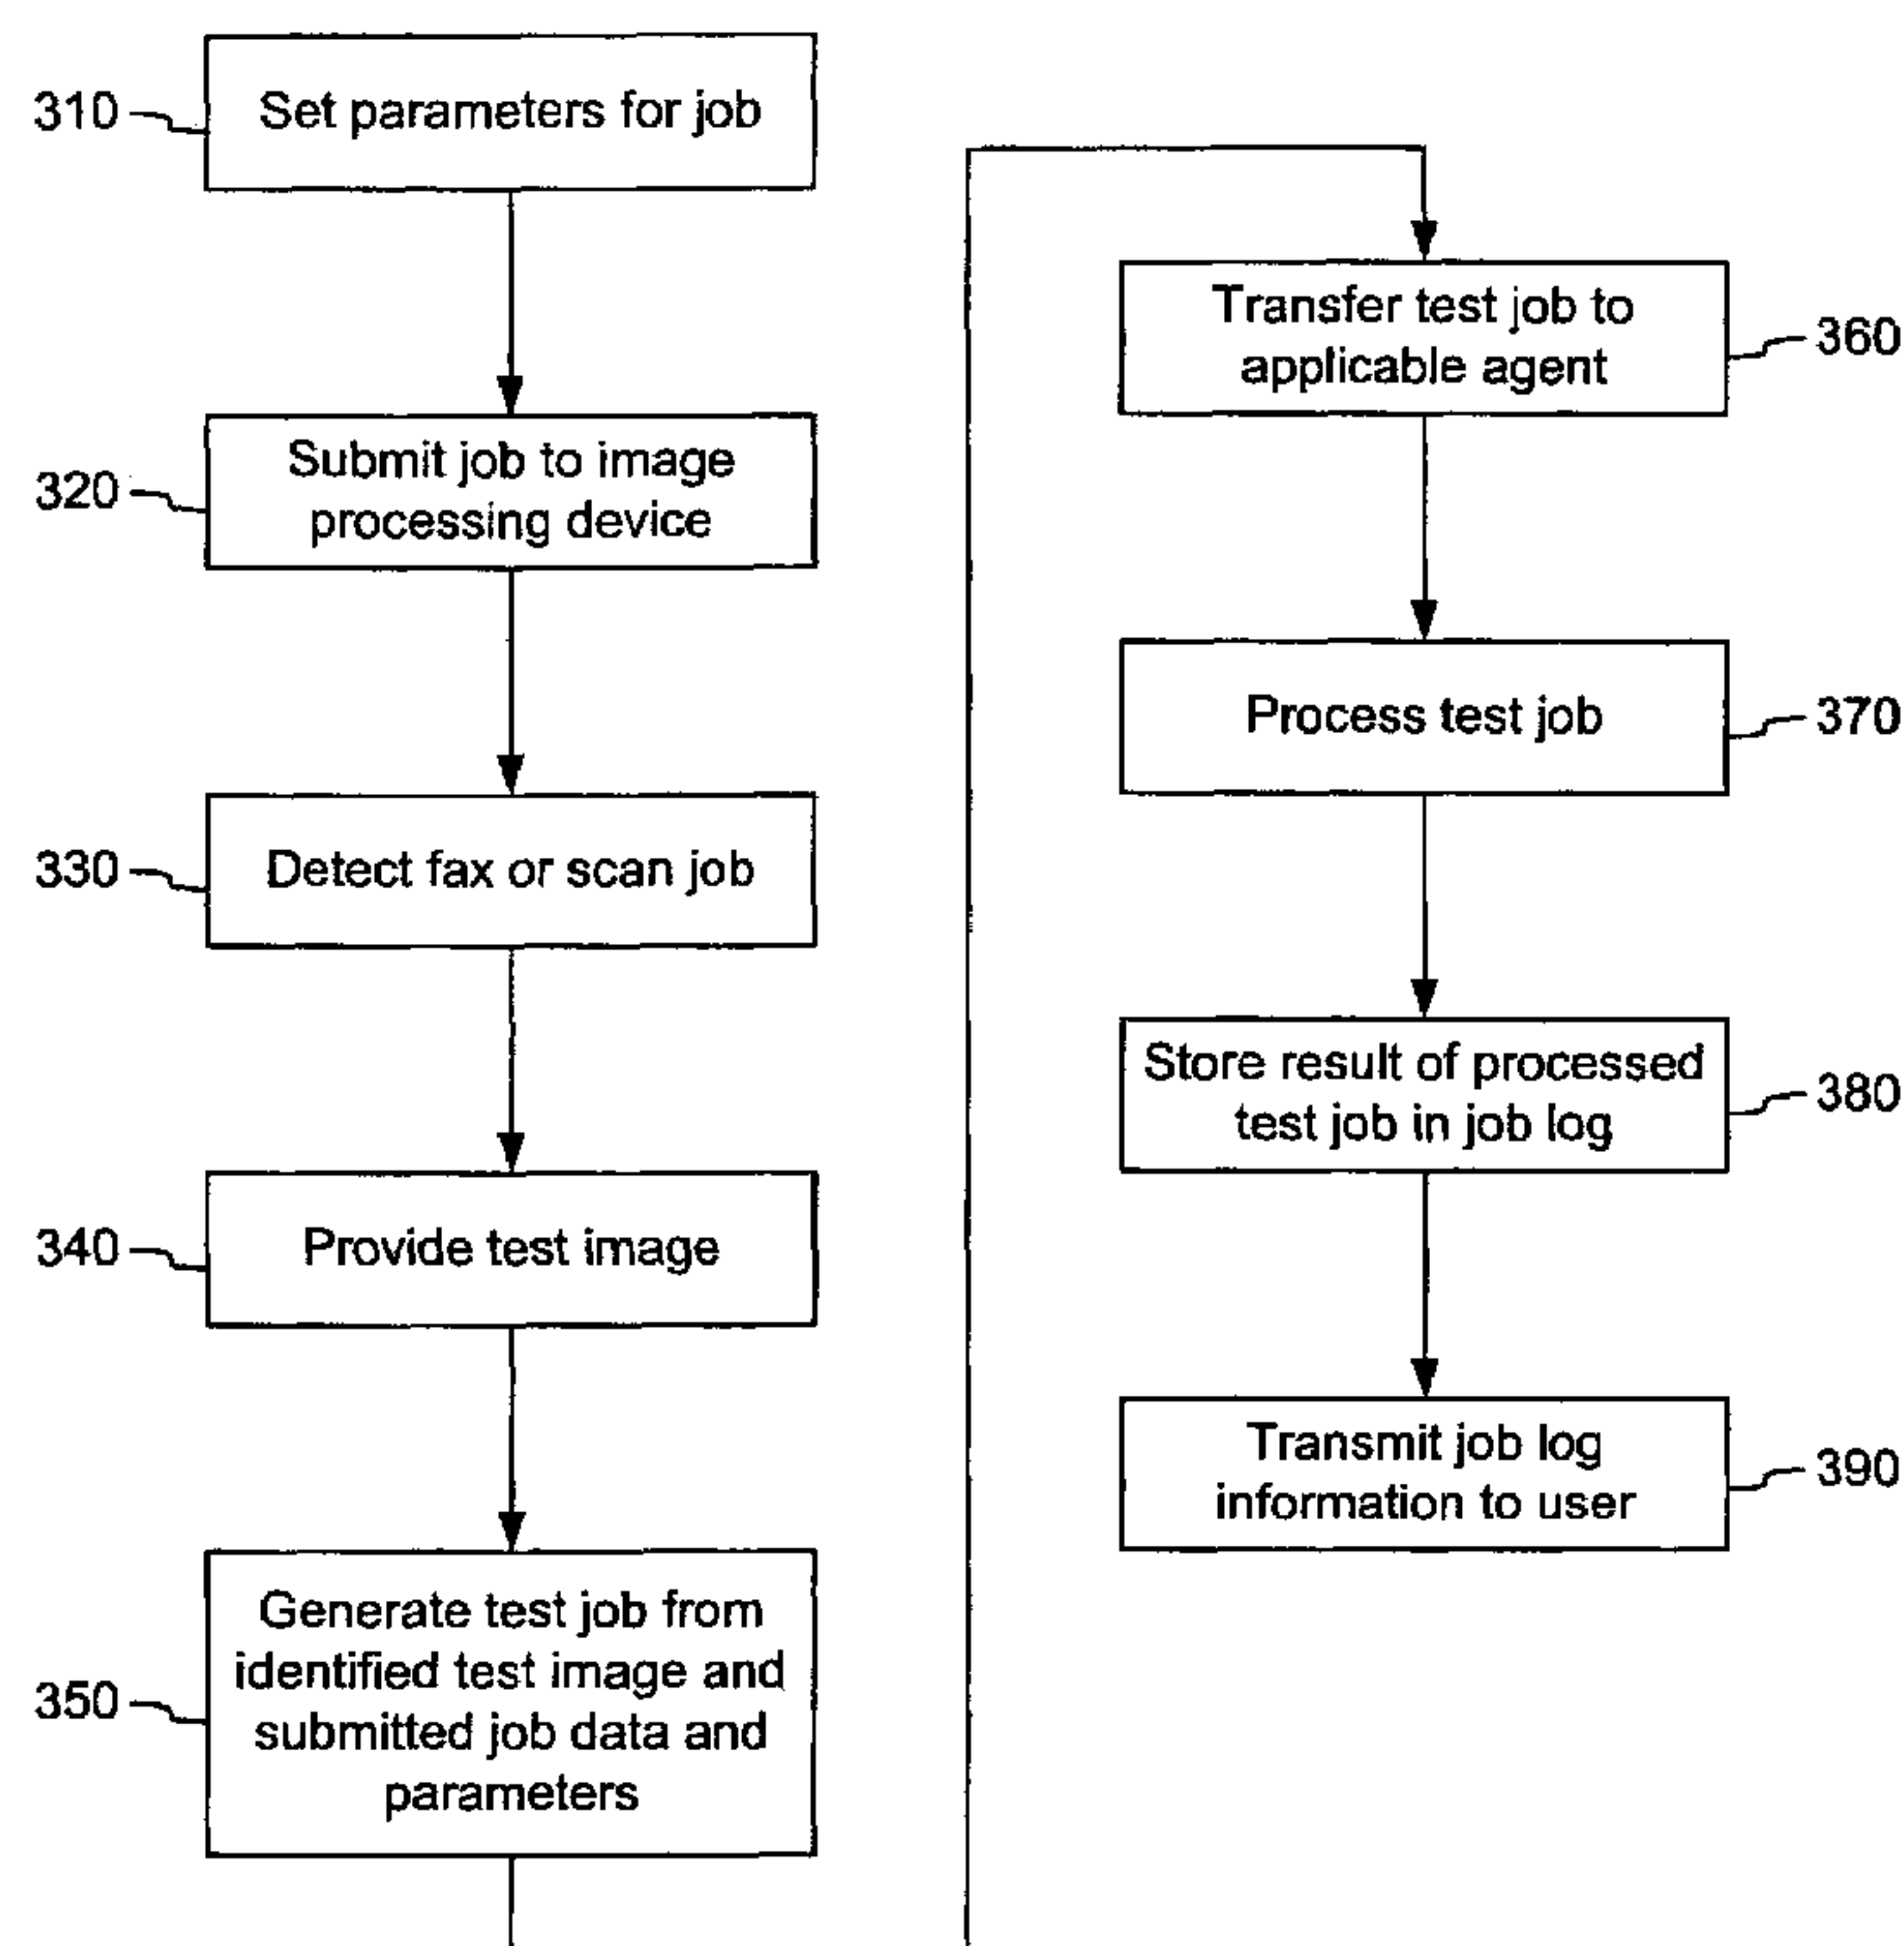 310
Set parameters for job
320
Submit job to image
processing device
330
Detect fax or scan job
340
Provide test image
350
Generate test job from
identified test image and
submitted job data and
parameters
Transfer test job to
applicable agent
360
Process test job
370
Store result of processed
test job in job log
380
Transmit job log
information to user
390